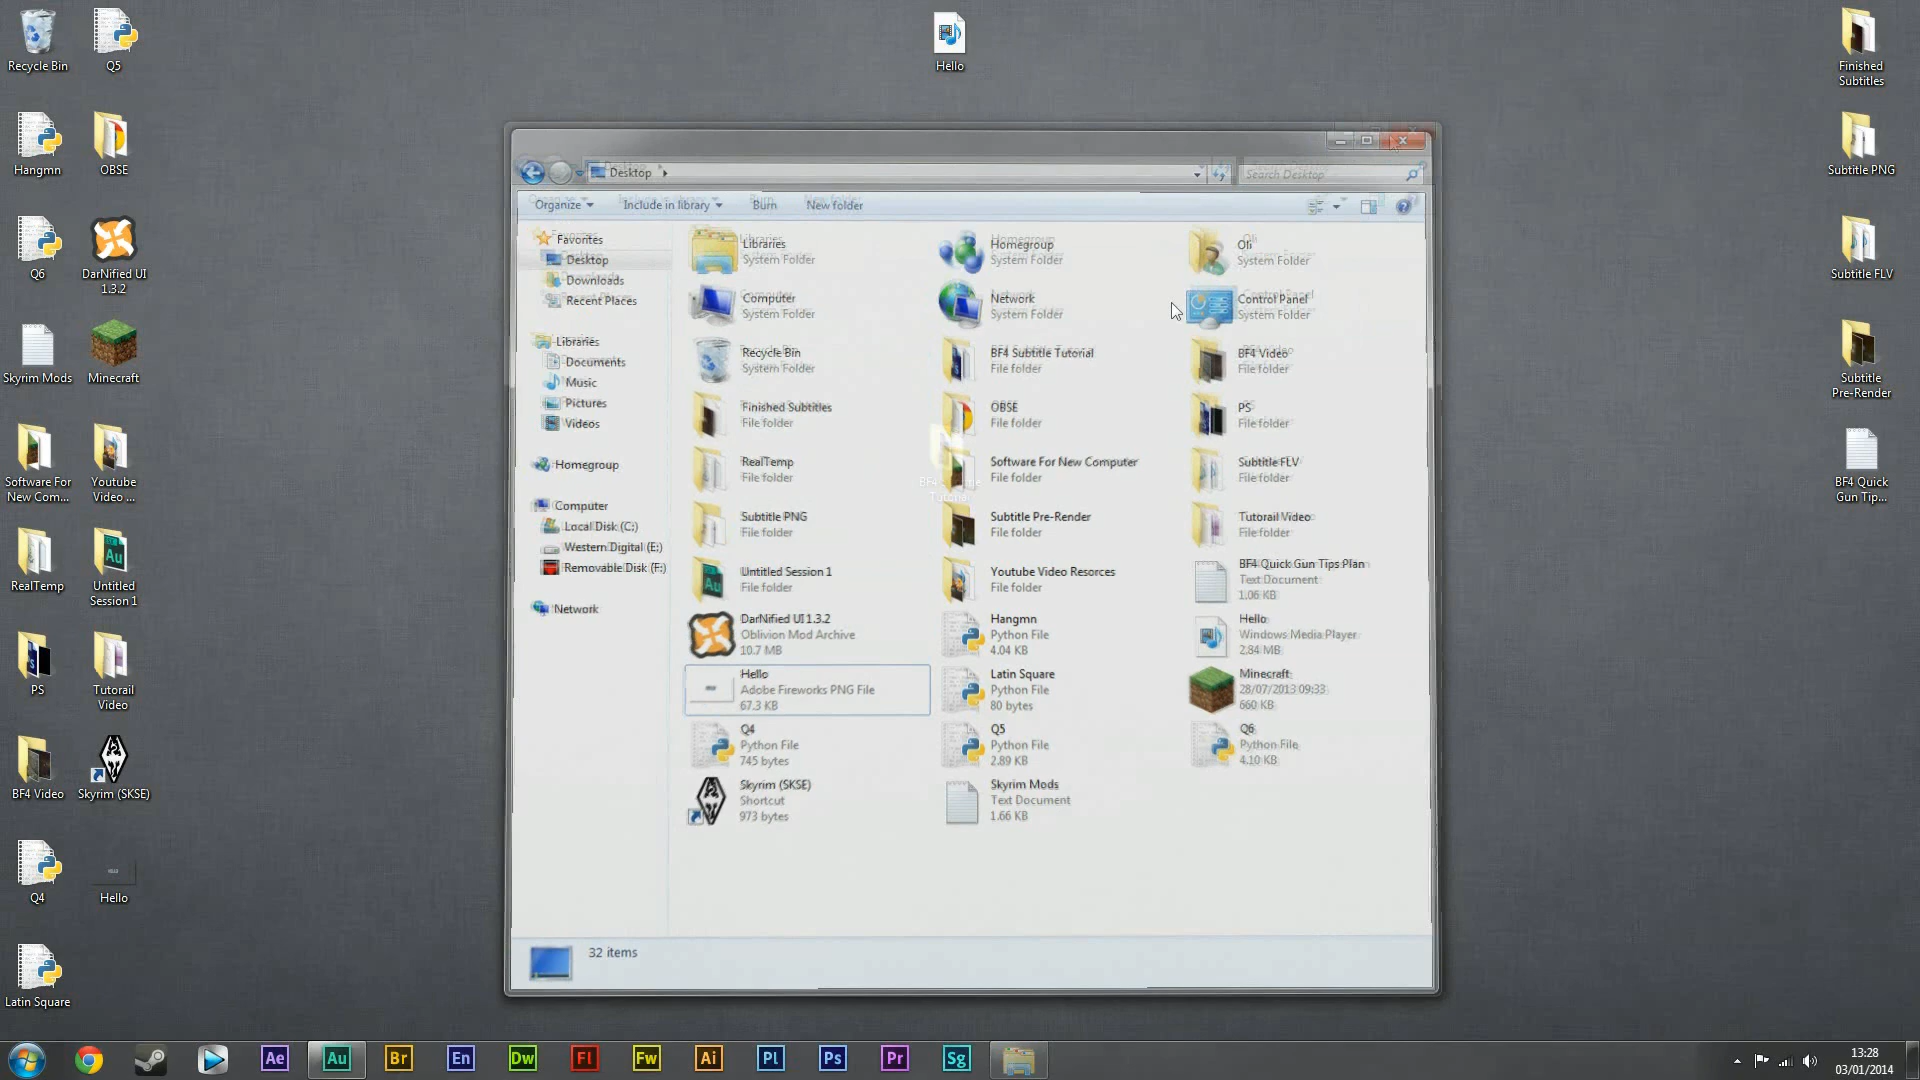 Recycle Bin
Q5
Hangmn
OBSE
Q6
DarNified UI
1.3.2
Skyrim Mods
Minecraft
Software For
New Com...
Youtube
Video ...
RealTemp
Untitled
Session 1
PS
Tutorail
Video
BF4 Video
Skyrim (SKSE)
Q4
Hello
Latin Square
Hello
Desktop
Search Desktop
Organize
Include in library
Burn
New folder
Favorites
Desktop
Downloads
Recent Places
Libraries
Documents
Music
Pictures
Videos
Homegroup
Computer
Local Disk (C:)
Western Digital (E:)
Removable Disk (F:)
Network
Libraries
System Folder
Homegroup
System Folder
Oli
System Folder
Computer
System Folder
Network
System Folder
Control Panel
System Folder
Recycle Bin
System Folder
BF4 Subtitle Tutorial
File folder
BF4 Video
File folder
Finished Subtitles
File folder
OBSE
File folder
PS
File folder
RealTemp
File folder
Software For New Computer
File folder
Subtitle FLV
File folder
Subtitle PNG
File folder
Subtitle Pre-Render
File folder
Tutorail Video
File folder
Untitled Session 1
File folder
Youtube Video Resorces
File folder
BF4 Quick Gun Tips Plan
Text Document
1.06 KB
DarNified UI 1.3.2
Oblivion Mod Archive
10.7 MB
Hangmn
Python File
4.04 KB
Hello
Windows Media Player
2.84 MB
Hello
Adobe Fireworks PNG File
67.3 KB
Latin Square
Python File
80 bytes
Minecraft
28/07/2013 09:33
660 KB
Q4
Python File
745 bytes
Q5
Python File
2.89 KB
Q6
Python File
4.10 KB
Skyrim (SKSE)
Shortcut
973 bytes
Skyrim Mods
Text Document
1.66 KB
32 items
Finished
Subtitles
Subtitle PNG
Subtitle FLV
Subtitle
Pre-Render
BF4 Quick
Gun Tips...
Ae
Au
Br
En
Dw
Fl
Fw
Ai
Pl
Ps
Pr
Sg
13:28
03/01/2014